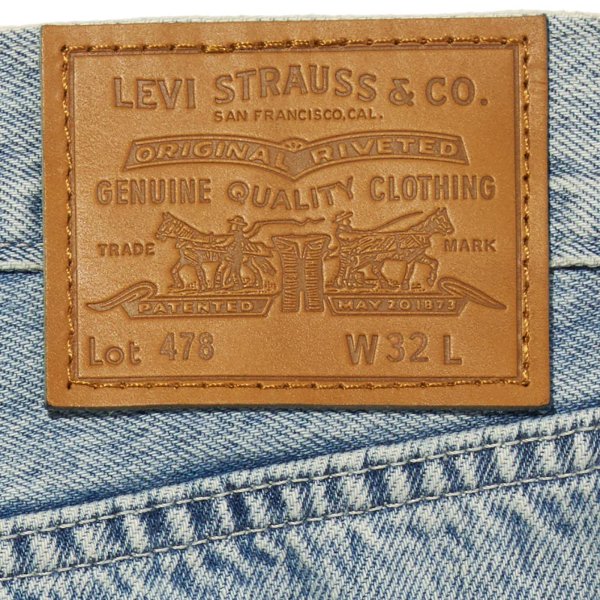 LEVI STRAUSS & CO.
SAN FRANCISCO, CAL.
ORIGINAL RIVETED
GENUINE QUALITY CLOTHING
TRADE MARK
PATENTED MAY 20 1873
Lot 478 W 32 L